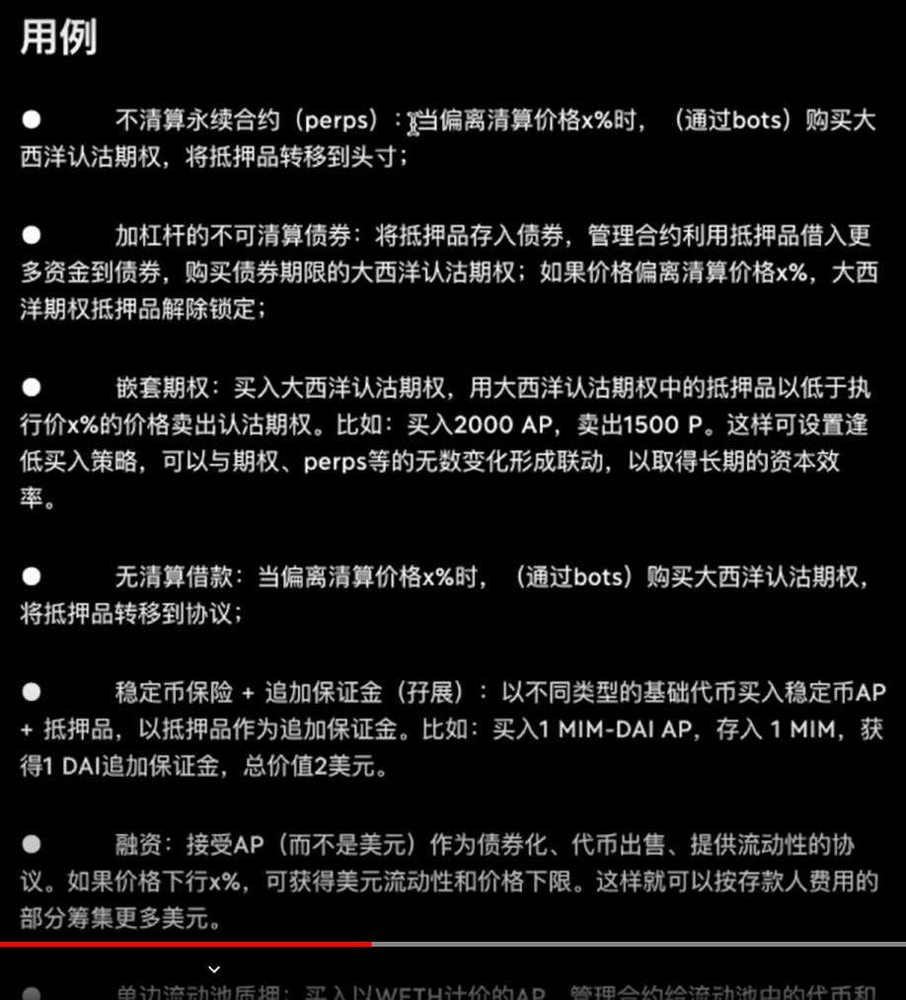 用例
● 不清算永续合约（perps）：当偏离清算价格x%时，（通过bots）购买大
西洋认沽期权，将抵押品转移到头寸；
● 加杠杆的不可清算债券：将抵押品存入债券，管理合约利用抵押品借入更
多资金到债券，购买债券期限的大西洋认沽期权；如果价格偏离清算价格x%，大西
洋期权抵押品解除锁定；
● 嵌套期权：买入大西洋认沽期权，用大西洋认沽期权中的抵押品以低于执
行价x%的价格卖出认沽期权。比如：买入2000 AP，卖出1500 P。这样可设置逢
低买入策略，可以与期权、perps等的无数变化形成联动，以取得长期的资本效
率。
● 无清算借款：当偏离清算价格x%时，（通过bots）购买大西洋认沽期权，
将抵押品转移到协议；
● 稳定币保险 + 追加保证金（孖展）：以不同类型的基础代币买入稳定币AP
+ 抵押品，以抵押品作为追加保证金。比如：买入1 MIM-DAI AP，存入 1 MIM，获
得1 DAI追加保证金，总价值2美元。
● 融资：接受AP（而不是美元）作为债券化、代币出售、提供流动性的协
议。如果价格下行x%，可获得美元流动性和价格下限。这样就可以按存款人费用的
部分筹集更多美元。
● 单边流动池质押：买入以WETH计价的AP，管理合约给流动池中的代币和